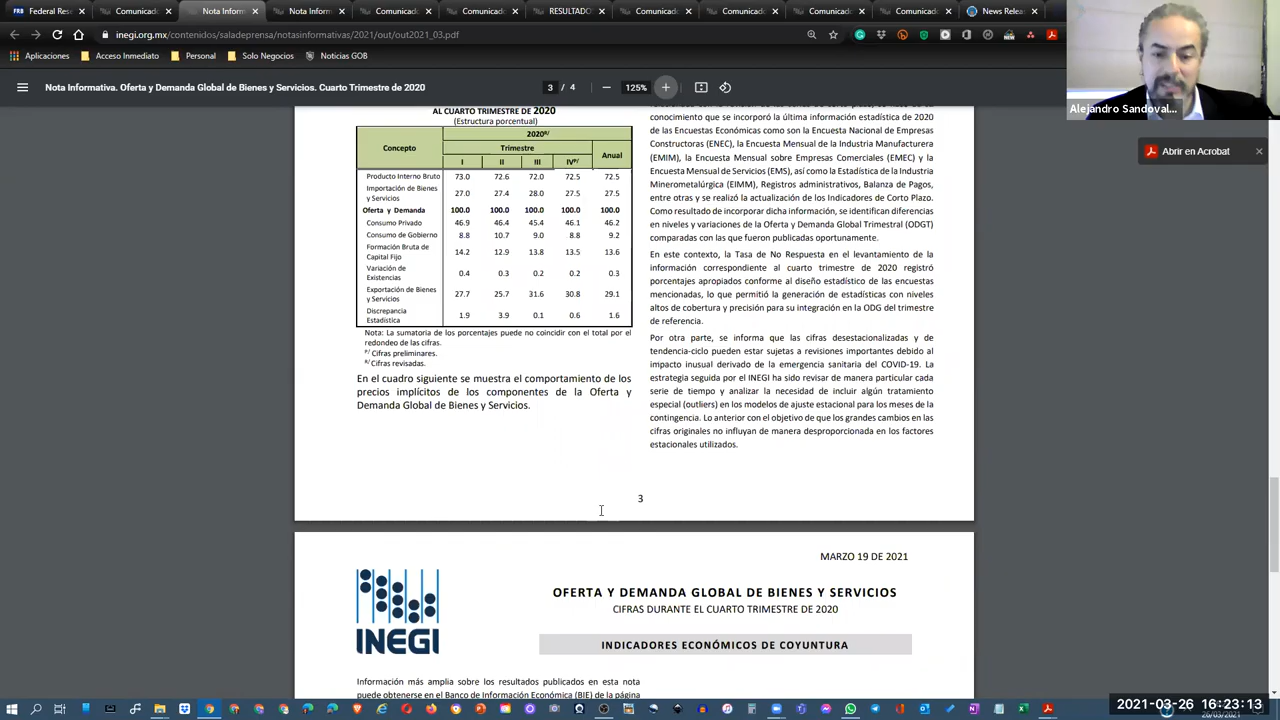 Federal Res
Comunicado
Nota Inform
Nota Inform
Comunicado
Comunicado
RESULTADO
Comunicado
Comunicado
Comunicado
Comunicado
News Relea
inegi.org.mx/contenidos/saladeprensa/notasinformativas/2021/out/out2021_03.pdf
Aplicaciones Acceso Inmediato Personal Solo Negocios Noticias GOB
Nota Informativa. Oferta y Demanda Global de Bienes y Servicios. Cuarto Trimestre de 2020 3 / 4 125%
Alejandro Sandoval...
Abrir en Acrobat
AL CUARTO TRIMESTRE DE 2020
(Estructura porcentual)
Concepto 2020R/
Trimestre Anual
I II III IVP/
Producto Interno Bruto 73.0 72.6 72.0 72.5 72.5
Importación de Bienes
y Servicios 27.0 27.4 28.0 27.5 27.5
Oferta y Demanda 100.0 100.0 100.0 100.0 100.0
Consumo Privado 46.9 46.4 45.4 46.1 46.2
Consumo de Gobierno 8.8 10.7 9.0 8.8 9.2
Formación Bruta de
Capital Fijo 14.2 12.9 13.8 13.5 13.6
Variación de
Existencias 0.4 0.3 0.2 0.2 0.3
Exportación de Bienes
y Servicios 27.7 25.7 31.6 30.8 29.1
Discrepancia
Estadística 1.9 3.9 0.1 0.6 1.6
Nota: La sumatoria de los porcentajes puede no coincidir con el total por el
redondeo de las cifras.
P/ Cifras preliminares.
R/ Cifras revisadas.
En el cuadro siguiente se muestra el comportamiento de los
precios implícitos de los componentes de la Oferta y
Demanda Global de Bienes y Servicios.
conocimiento que se incorporó la última información estadística de 2020
de las Encuestas Económicas como son la Encuesta Nacional de Empresas
Constructoras (ENEC), la Encuesta Mensual de la Industria Manufacturera
(EMIM), la Encuesta Mensual sobre Empresas Comerciales (EMEC) y la
Encuesta Mensual de Servicios (EMS), así como la Estadística de la Industria
Minerometalúrgica (EIMM), Registros administrativos, Balanza de Pagos,
entre otras y se realizó la actualización de los Indicadores de Corto Plazo.
Como resultado de incorporar dicha información, se identifican diferencias
en niveles y variaciones de la Oferta y Demanda Global Trimestral (ODGT)
comparadas con las que fueron publicadas oportunamente.
En este contexto, la Tasa de No Respuesta en el levantamiento de la
información correspondiente al cuarto trimestre de 2020 registró
porcentajes apropiados conforme al diseño estadístico de las encuestas
mencionadas, lo que permitió la generación de estadísticas con niveles
altos de cobertura y precisión para su integración en la ODG del trimestre
de referencia.
Por otra parte, se informa que las cifras desestacionalizadas y de
tendencia-ciclo pueden estar sujetas a revisiones importantes debido al
impacto inusual derivado de la emergencia sanitaria del COVID-19. La
estrategia seguida por el INEGI ha sido revisar de manera particular cada
serie de tiempo y analizar la necesidad de incluir algún tratamiento
especial (outliers) en los modelos de ajuste estacional para los meses de la
contingencia. Lo anterior con el objetivo de que los grandes cambios en las
cifras originales no influyan de manera desproporcionada en los factores
estacionales utilizados.
3
MARZO 19 DE 2021
INEGI
OFERTA Y DEMANDA GLOBAL DE BIENES Y SERVICIOS
CIFRAS DURANTE EL CUARTO TRIMESTRE DE 2020
INDICADORES ECONÓMICOS DE COYUNTURA
Información más amplia sobre los resultados publicados en esta nota
puede obtenerse en el Banco de Información Económica (BIE) de la página
2021-03-26 16:23:13